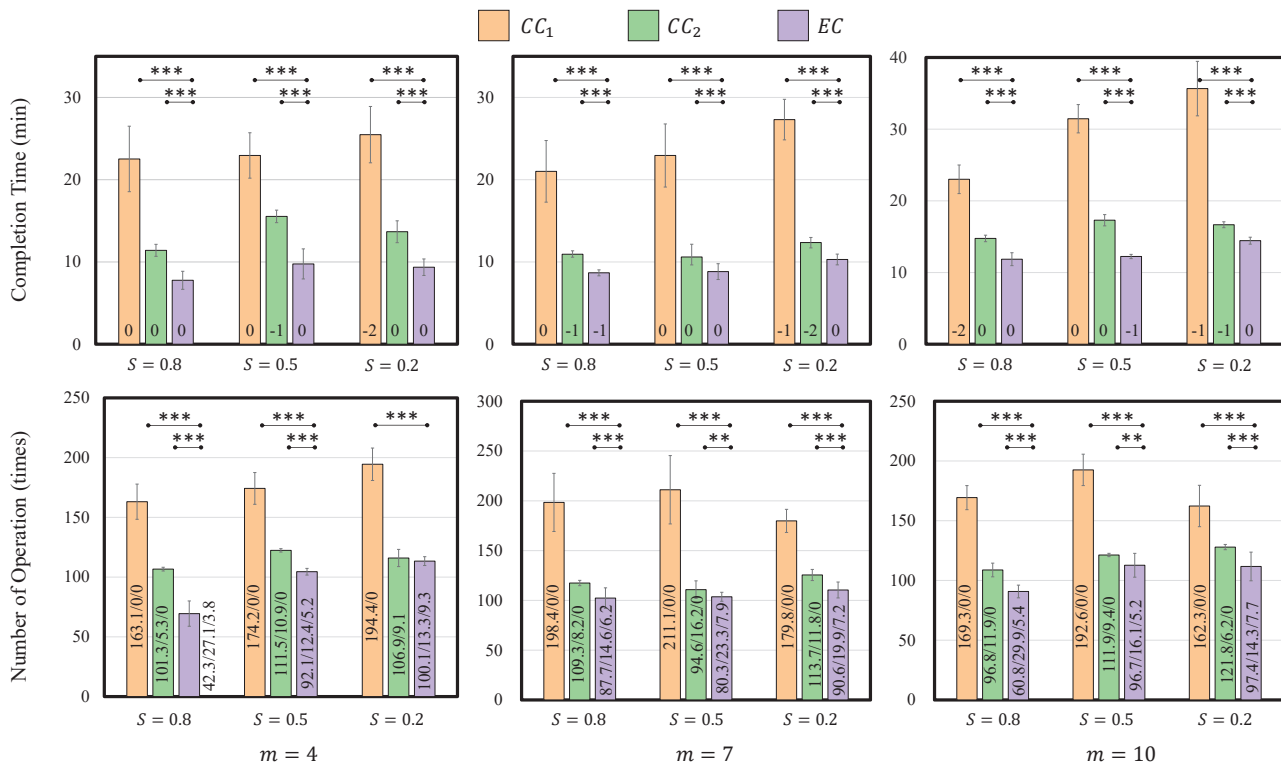 CC₁ CC₂ EC
Completion Time (min)
30
20
10
0
*** *** ***
*** *** ***
0 0 0 0 -1 0 -2 0 0
S = 0.8 S = 0.5 S = 0.2
30
20
10
0
*** *** ***
*** *** ***
0 -1 -1 0 0 0 -1 -2 0
S = 0.8 S = 0.5 S = 0.2
40
30
20
10
0
*** *** ***
*** *** ***
-2 0 0 0 0 -1 -1 -1 0
S = 0.8 S = 0.5 S = 0.2
Number of Operation (times)
250
200
150
100
50
0
*** *** ***
*** ***
163.1/0/0
101.3/5.3/0
42.3/27.1/3.8
174.2/0/0
111.5/10.9/0
92.1/12.4/5.2
194.4/0
106.9/9.1
100.1/13.3/9.3
S = 0.8 S = 0.5 S = 0.2
m = 4
300
250
200
150
100
50
0
*** *** ***
*** ** ***
198.4/0/0
109.3/8.2/0
87.7/14.6/6.2
211.1/0/0
94.6/16.2/0
80.3/23.3/7.9
179.8/0/0
113.7/11.8/0
90.6/19.9/7.2
S = 0.8 S = 0.5 S = 0.2
m = 7
250
200
150
100
50
0
*** *** ***
*** ** ***
169.3/0/0
96.8/11.9/0
60.8/29.9/5.4
192.6/0/0
111.9/9.4/0
96.7/16.1/5.2
162.3/0/0
121.8/6.2/0
97.4/14.3/7.7
S = 0.8 S = 0.5 S = 0.2
m = 10